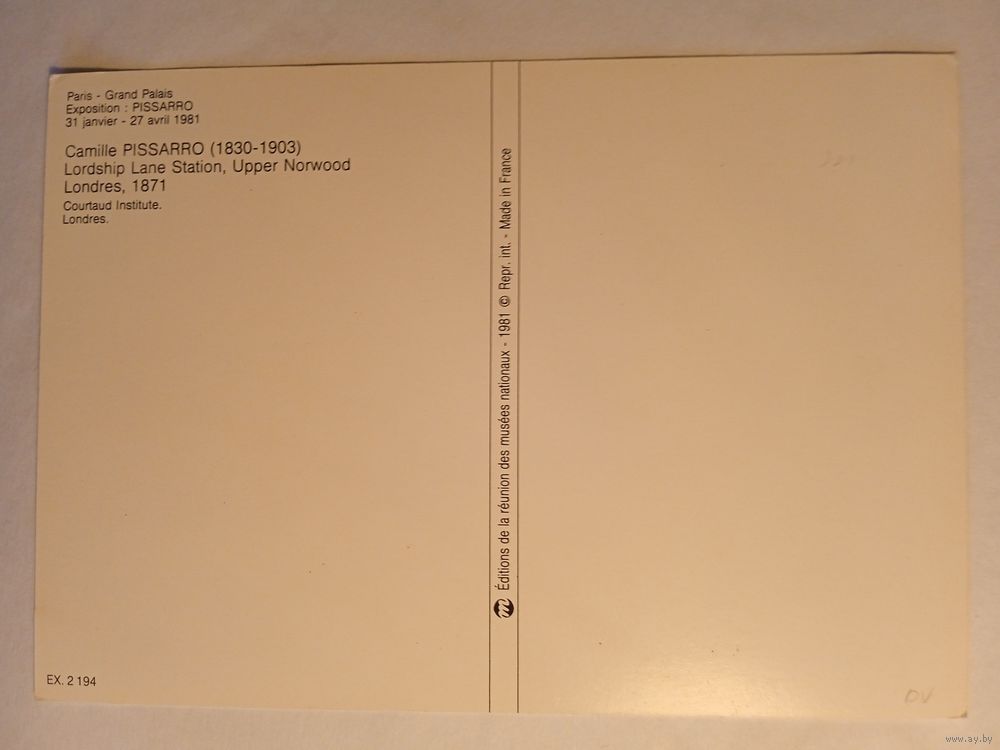 Paris - Grand Palais
Exposition : PISSARRO
31 janvier - 27 avril 1981
Camille PISSARRO (1830-1903)
Lordship Lane Station, Upper Norwood
Londres, 1871
Courtaud Institute.
Londres.
EX. 2 194
m Éditions de la réunion des musées nationaux - 1981 © Repr. int. - Made in France
DV
www.ay.by